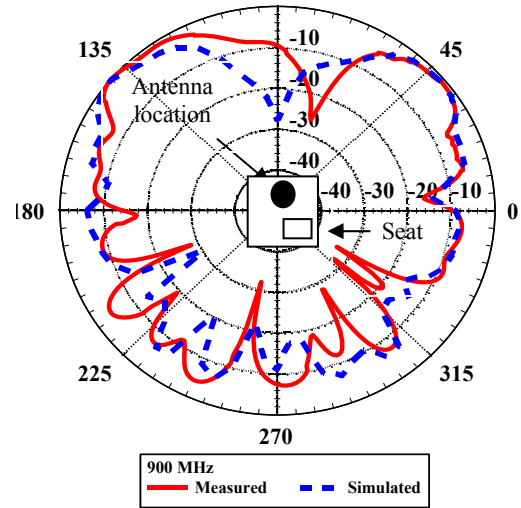 135
-10
45
-20
Antenna
location
-30
-40
-40 -30 -20 -10
180
0
Seat
225
315
270
900 MHz
Measured
Simulated